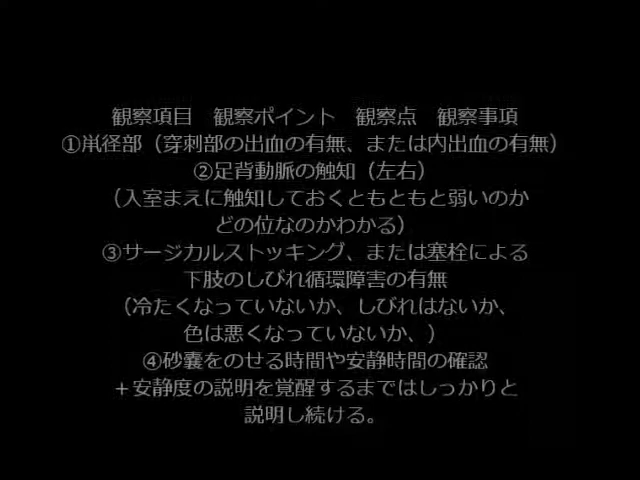 観察項目　観察ポイント　観察点　観察事項
①鼡径部（穿刺部の出血の有無、または内出血の有無）
②足背動脈の触知（左右）
（入室まえに触知しておくともともと弱いのか
どの位なのかわかる）
③サージカルストッキング、または塞栓による
下肢のしびれ循環障害の有無
（冷たくなっていないか、しびれはないか、
色は悪くなっていないか、）
④砂嚢をのせる時間や安静時間の確認
＋安静度の説明を覚醒するまではしっかりと
説明し続ける。